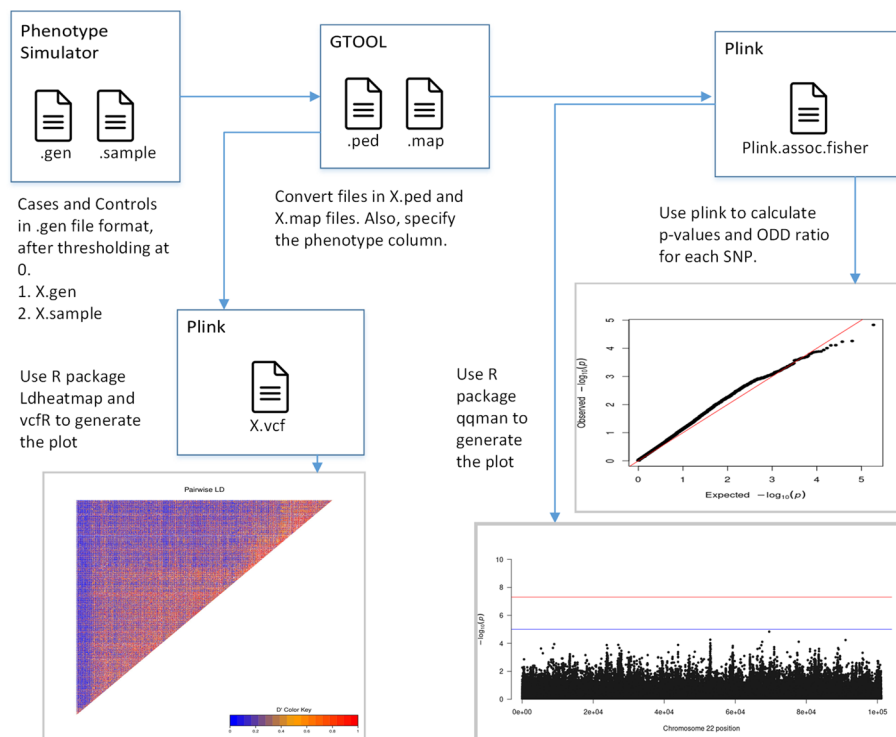 Phenotype
Simulator
.gen
.sample
GTOOL
.ped
.map
Plink
Plink.assoc.fisher
Cases and Controls
in .gen file format,
after thresholding at
0.
1. X.gen
2. X.sample
Convert files in X.ped and
X.map files. Also, specify
the phenotype column.
Use plink to calculate
p-values and ODD ratio
for each SNP.
Plink
X.vcf
Use R package
Ldheatmap and
vcfR to generate
the plot
Use R
package
qqman to
generate
the plot
Observed −log₁₀(p)
5
4
3
2
1
0
0 1 2 3 4 5
Expected −log₁₀(p)
Pairwise LD
D' Color Key
0 0.2 0.4 0.6 0.8 1
−log₁₀(p)
10
8
6
4
2
0
0e+00 2e+04 4e+04 6e+04 8e+04 1e+05
Chromosome 22 position